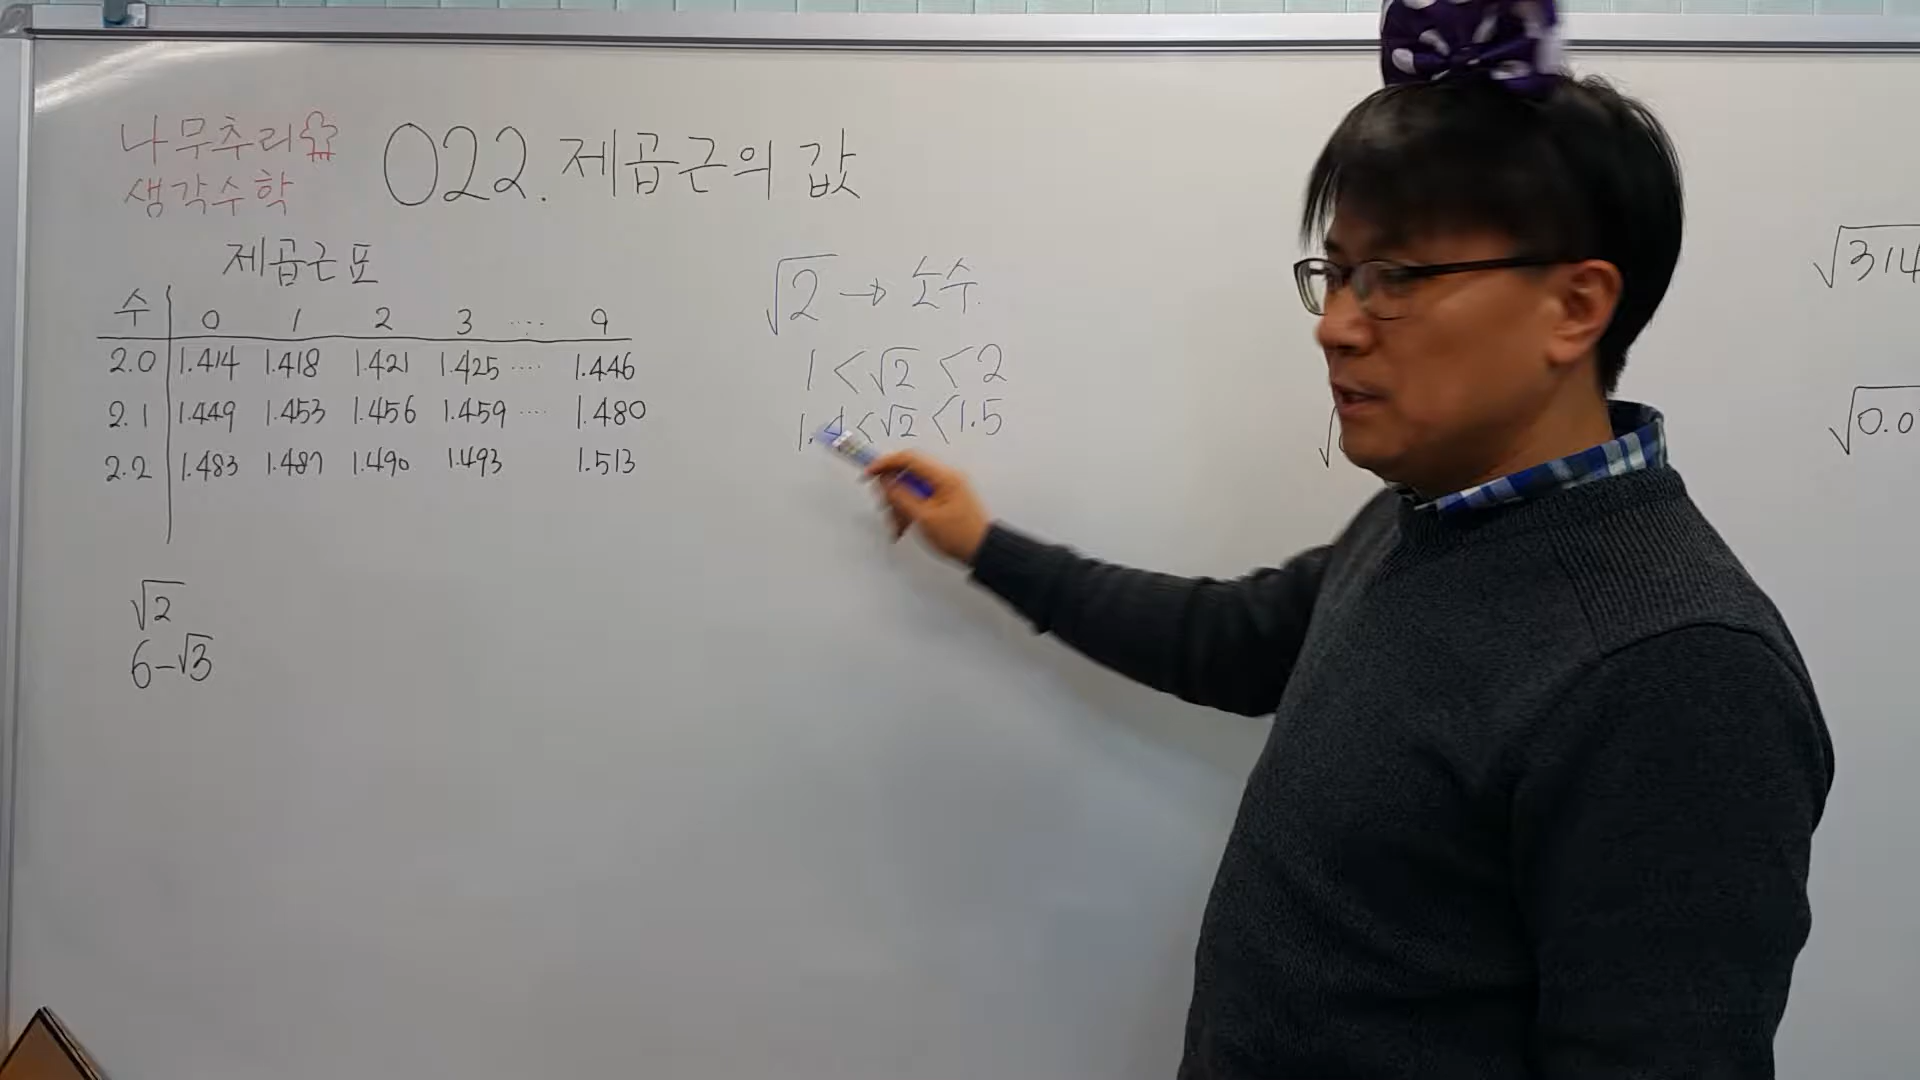 나무추리
생각수학
022. 제곱근의 값
제곱근표
수 0 1 2 3 ... 9
2.0 1.414 1.418 1.421 1.425 .... 1.446
2.1 1.449 1.453 1.456 1.459 .... 1.480
2.2 1.483 1.487 1.490 1.493 1.513
√2
6-√3
√2 → 소수
1 < √2 < 2
1.4 < √2 < 1.5
√314
√0.0